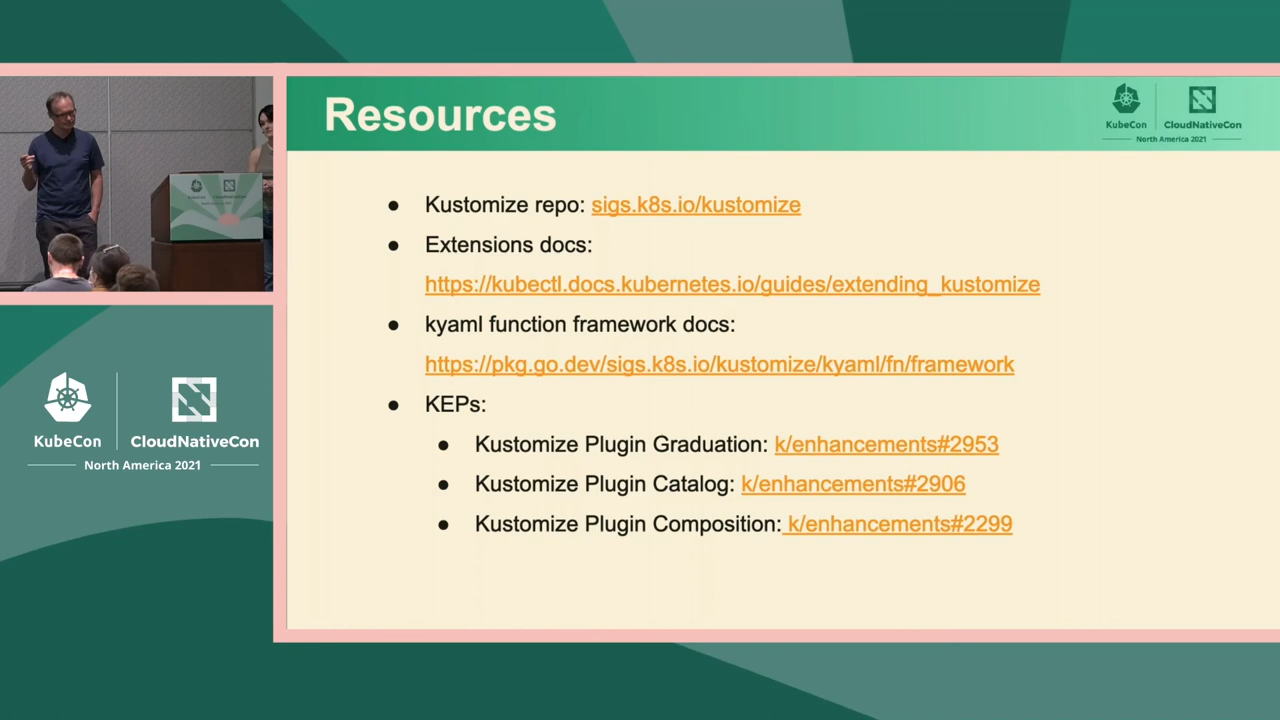 Resources
KubeCon
CloudNativeCon
North America 2021
● Kustomize repo: sigs.k8s.io/kustomize
● Extensions docs:
https://kubectl.docs.kubernetes.io/guides/extending_kustomize
● kyaml function framework docs:
https://pkg.go.dev/sigs.k8s.io/kustomize/kyaml/fn/framework
● KEPs:
● Kustomize Plugin Graduation: k/enhancements#2953
● Kustomize Plugin Catalog: k/enhancements#2906
● Kustomize Plugin Composition: k/enhancements#2299
KubeCon
CloudNativeCon
North America 2021